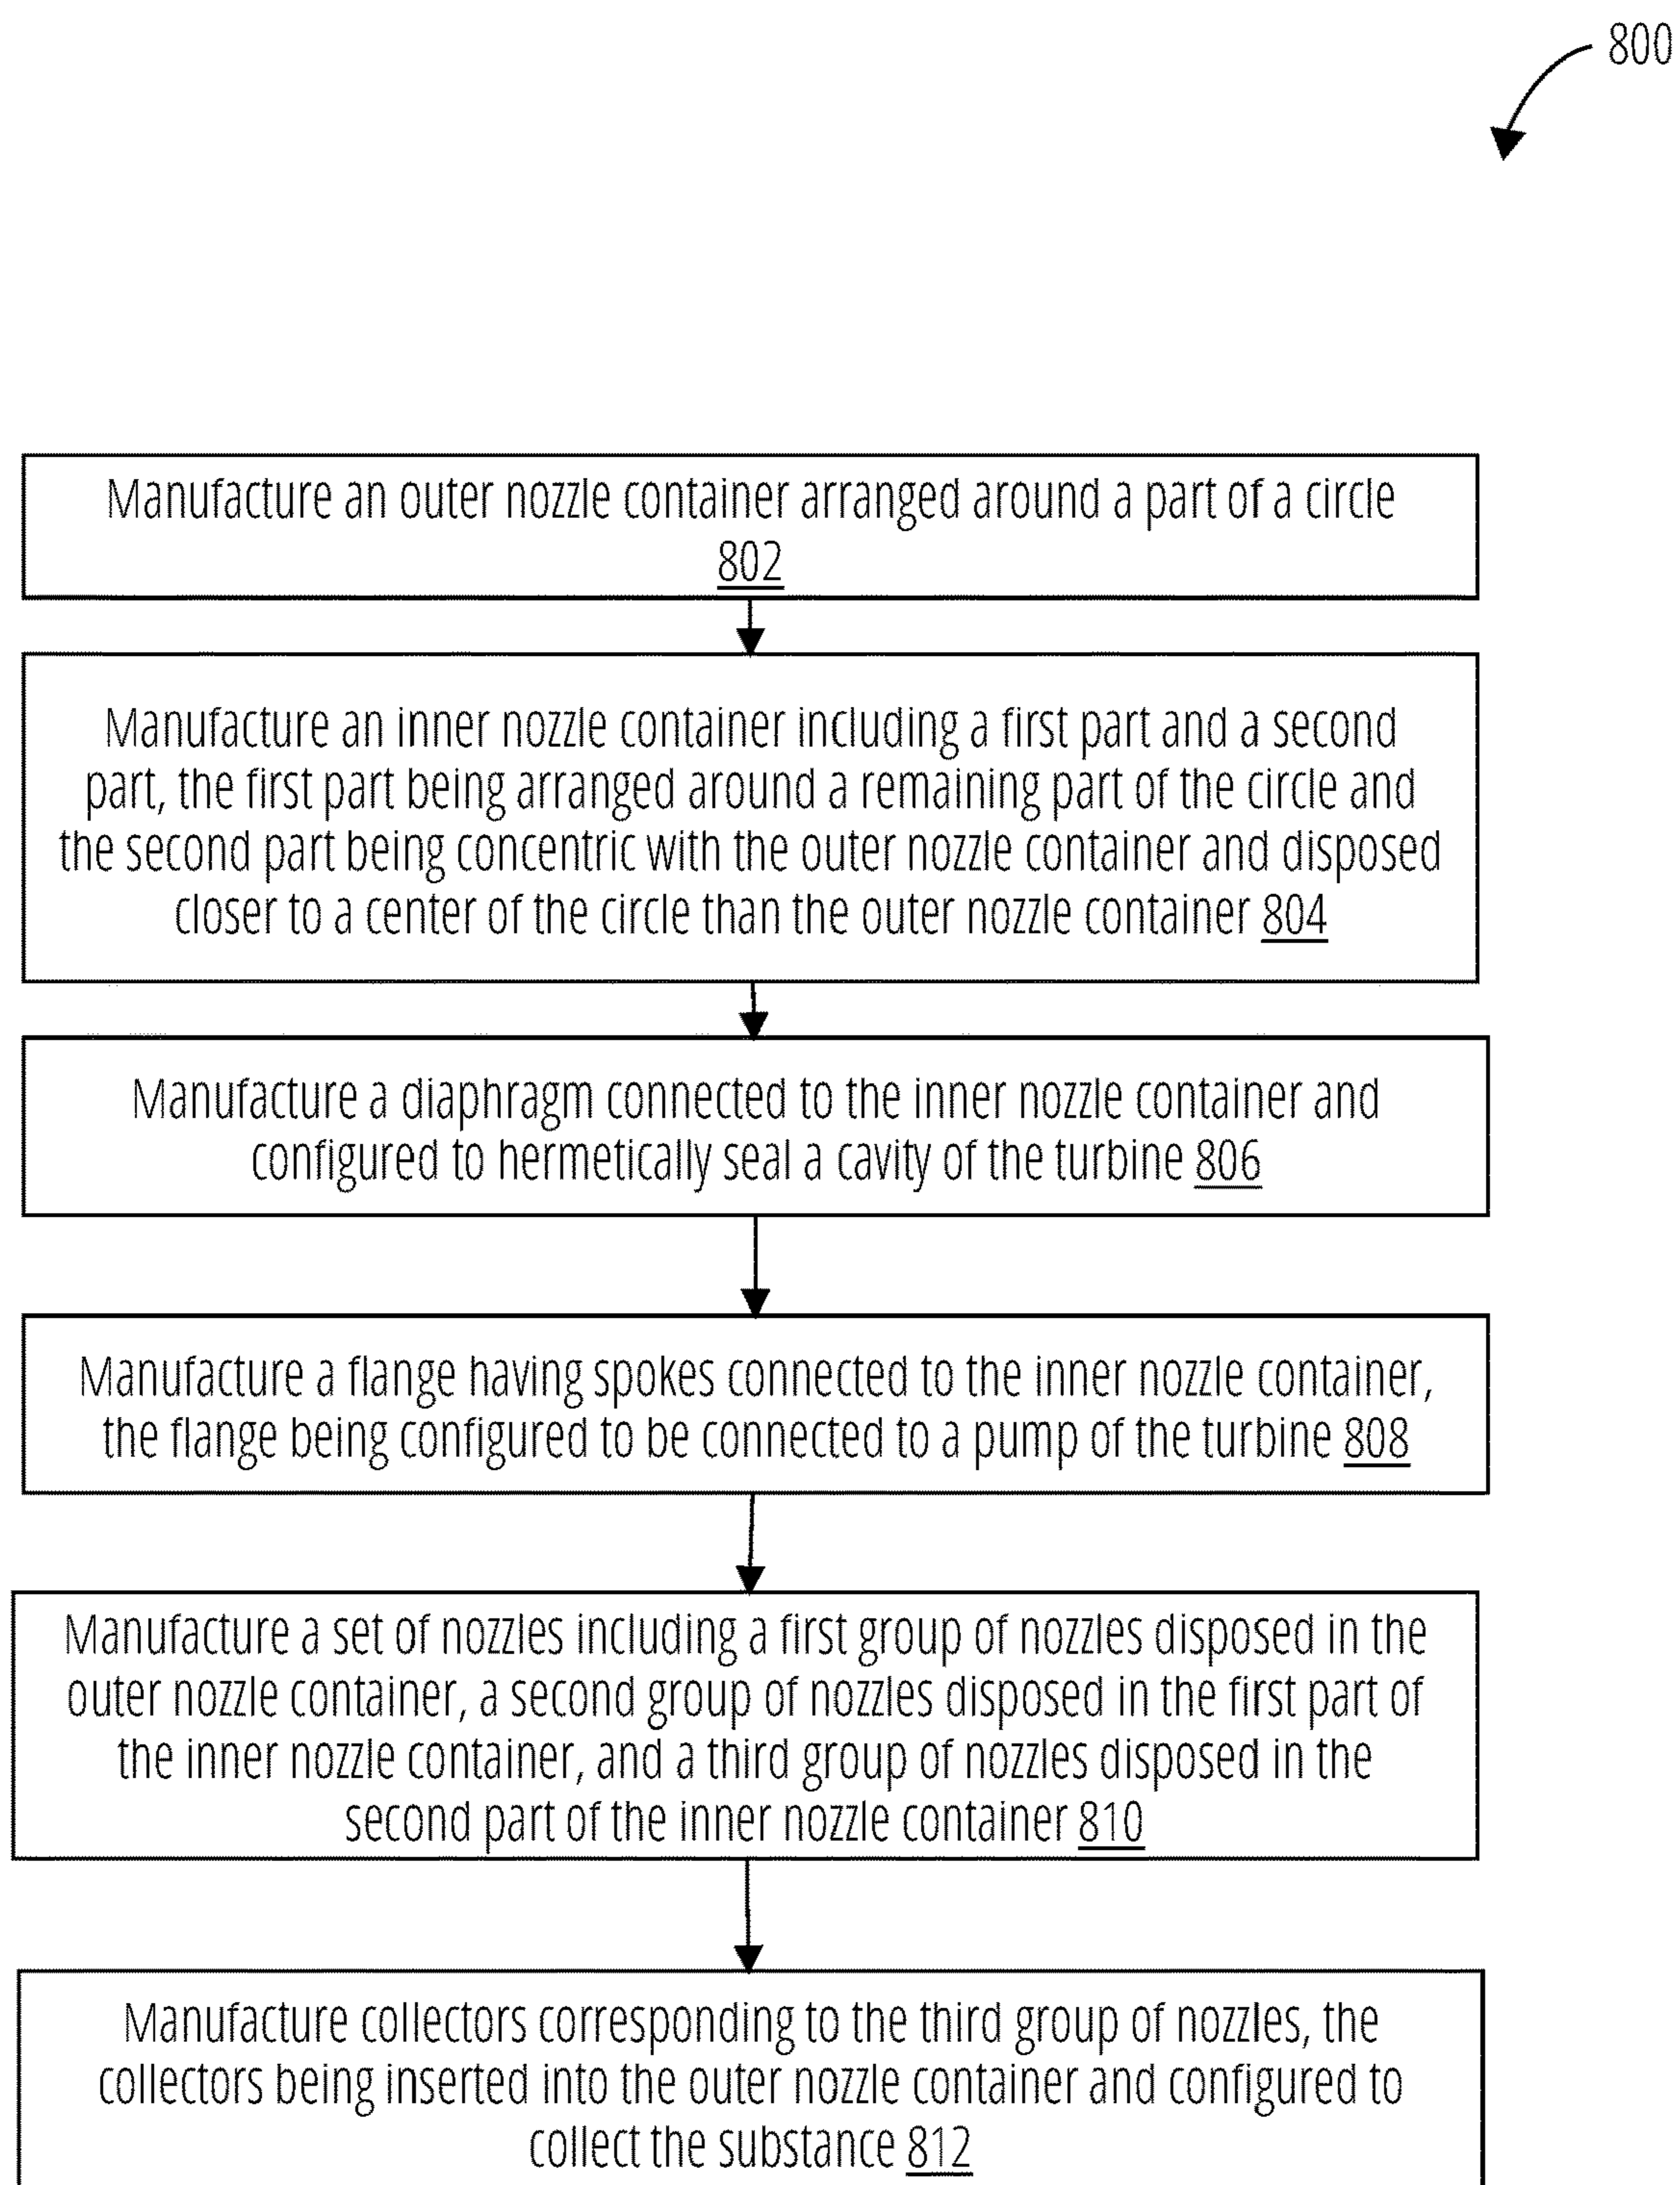 800
Manufacture an outer nozzle container arranged around a part of a circle
802
Manufacture an inner nozzle container including a first part and a second
part, the first part being arranged around a remaining part of the circle and
the second part being concentric with the outer nozzle container and disposed
closer to a center of the circle than the outer nozzle container 804
Manufacture a diaphragm connected to the inner nozzle container and
configured to hermetically seal a cavity of the turbine 806
Manufacture a flange having spokes connected to the inner nozzle container,
the flange being configured to be connected to a pump of the turbine 808
Manufacture a set of nozzles including a first group of nozzles disposed in the
outer nozzle container, a second group of nozzles disposed in the first part of
the inner nozzle container, and a third group of nozzles disposed in the
second part of the inner nozzle container 810
Manufacture collectors corresponding to the third group of nozzles, the
collectors being inserted into the outer nozzle container and configured to
collect the substance 812